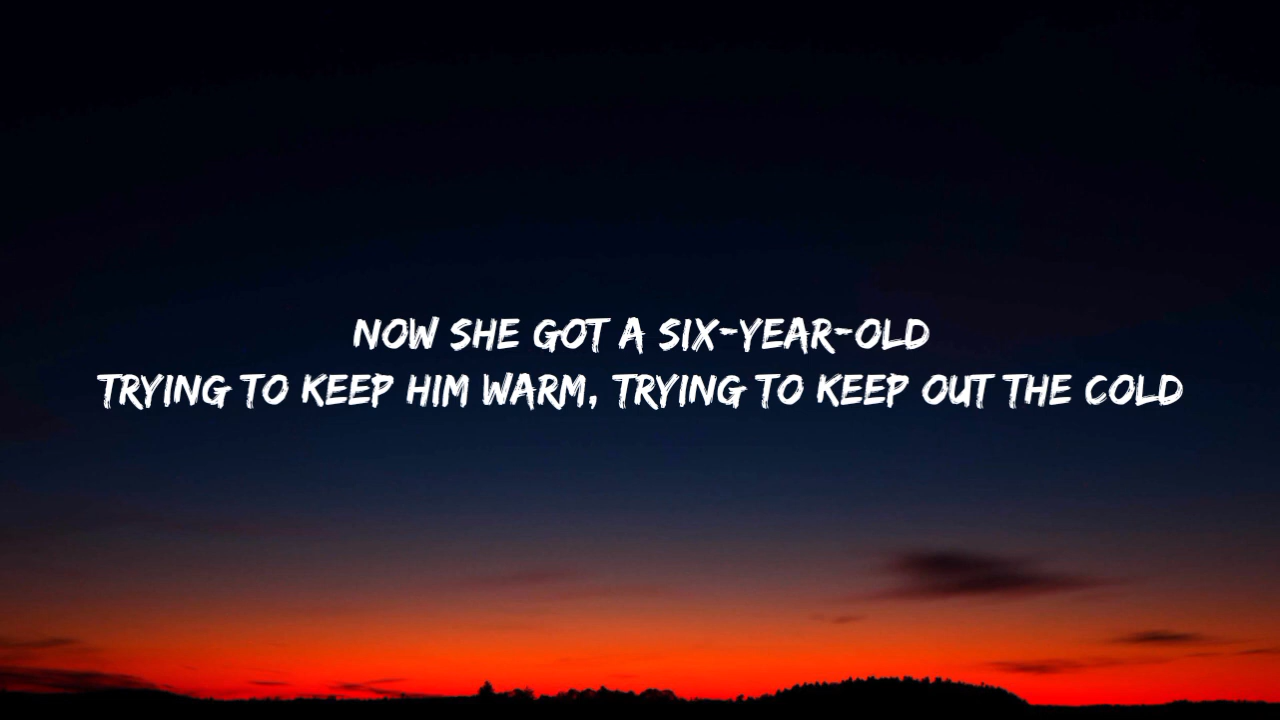 NOW SHE GOT A SIX-YEAR-OLD
TRYING TO KEEP HIM WARM, TRYING TO KEEP OUT THE COLD